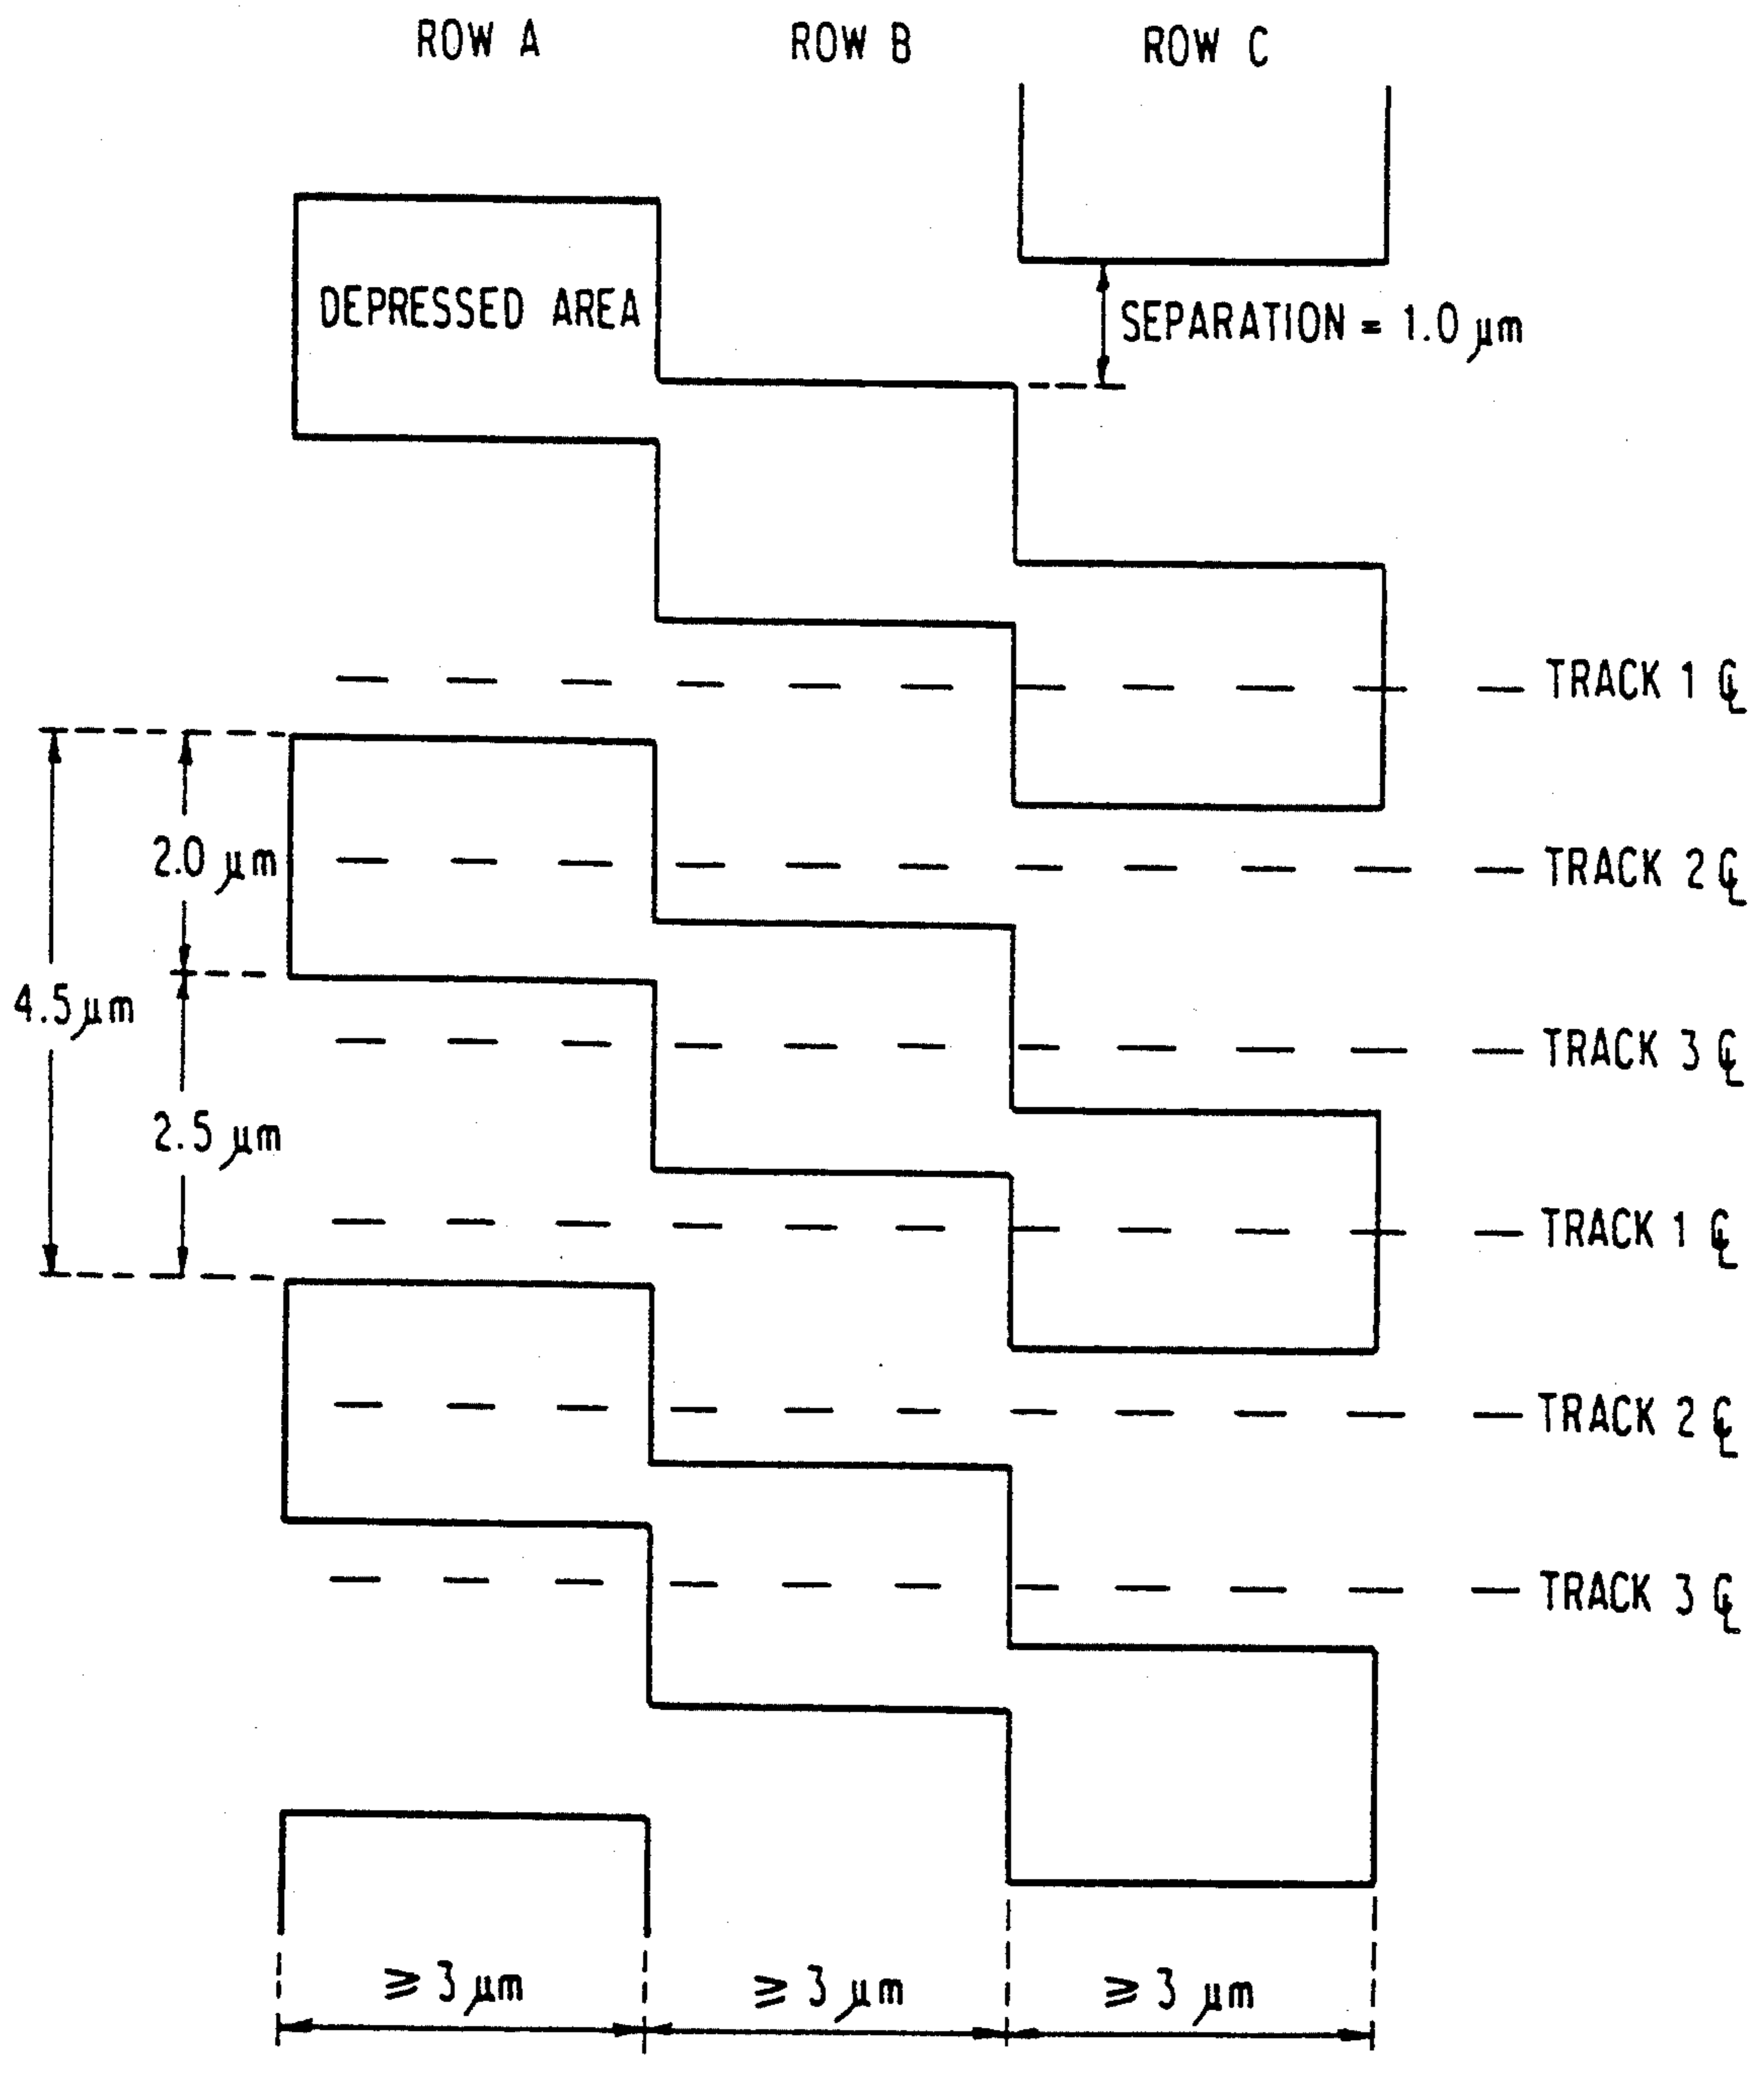 ROW A ROW B ROW C
DEPRESSED AREA
SEPARATION = 1.0 μm
TRACK 1 ℄
2.0 μm
TRACK 2 ℄
4.5 μm
TRACK 3 ℄
2.5 μm
TRACK 1 ℄
TRACK 2 ℄
TRACK 3 ℄
⩾ 3 μm ⩾ 3 μm ⩾ 3 μm